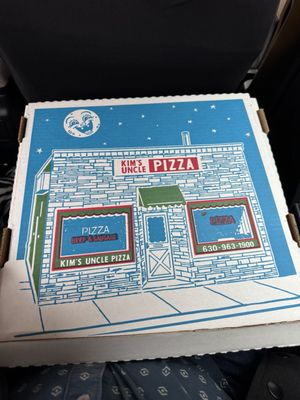 KIM'S
UNCLE PIZZA
PIZZA
BEEF & SAUSAGE
KIM'S UNCLE PIZZA
PIZZA
630-963-1900